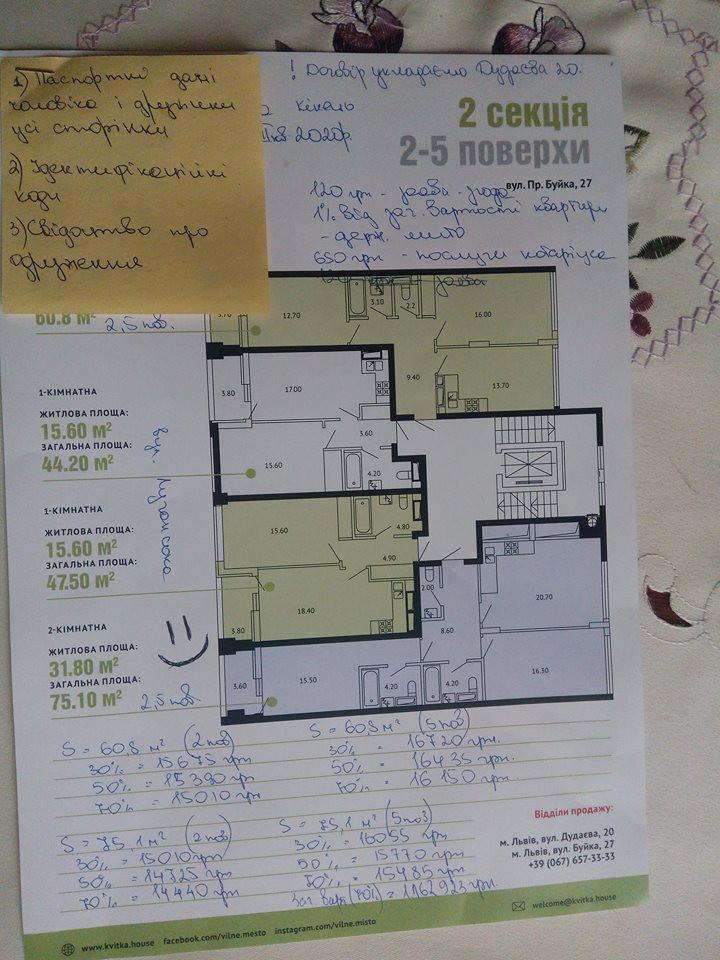 1) Паспортні дані
чоловіка і дружини
усі сторінки
2) Ідентифікаційні
коди
3) Свідоцтво про
одруження
! Договір укладаємо Дудаєва 20.
кінець
ІІкв 2020р.
2 секція
2-5 поверхи
вул. Пр. Буйка, 27
120 грн - заява-згода
1% від заг. вартості квартири
- держ. мито
650 грн - послуги нотаріуса
заява
60.8 м²
2,5 пов.
3.70
12.70
3.10
2.2
16.00
9.40
13.70
1-КІМНАТНА
ЖИТЛОВА ПЛОЩА:
15.60 м²
ЗАГАЛЬНА ПЛОЩА:
44.20 м²
3.80
17.00
3.60
15.60
4.20
вул. Луганська
1-КІМНАТНА
ЖИТЛОВА ПЛОЩА:
15.60 м²
ЗАГАЛЬНА ПЛОЩА:
47.50 м²
15.60
4.80
4.90
18.40
3.80
2-КІМНАТНА
ЖИТЛОВА ПЛОЩА:
31.80 м²
ЗАГАЛЬНА ПЛОЩА:
75.10 м²
2,5 пов.
2.00
20.70
8.60
3.60
15.50
4.20
4.20
16.30
S = 60,8 м² (2 пов)
30% = 15675 грн
50% = 15390 грн
70% = 15010 грн
S = 60,8 м² (5 пов)
30% = 16720 грн.
50% = 16435 грн.
70% = 16150 грн.
S = 75,1 м² (2 пов)
30% = 15010 грн
50% = 14725 грн
70% = 14440 грн
S = 75,1 м² (5 пов)
30% = 16055 грн
50% = 15770 грн.
70% = 15485 грн.
Заг. варт (70%) = 1162923 грн.
Відділи продажу:
м. Львів, вул. Дудаєва, 20
м. Львів, вул. Буйка, 27
+39 (067) 657-33-33
www.kvitka.house facebook.com/vilne.mesto instagram.com/vilne.misto
welcome@kvitka.house